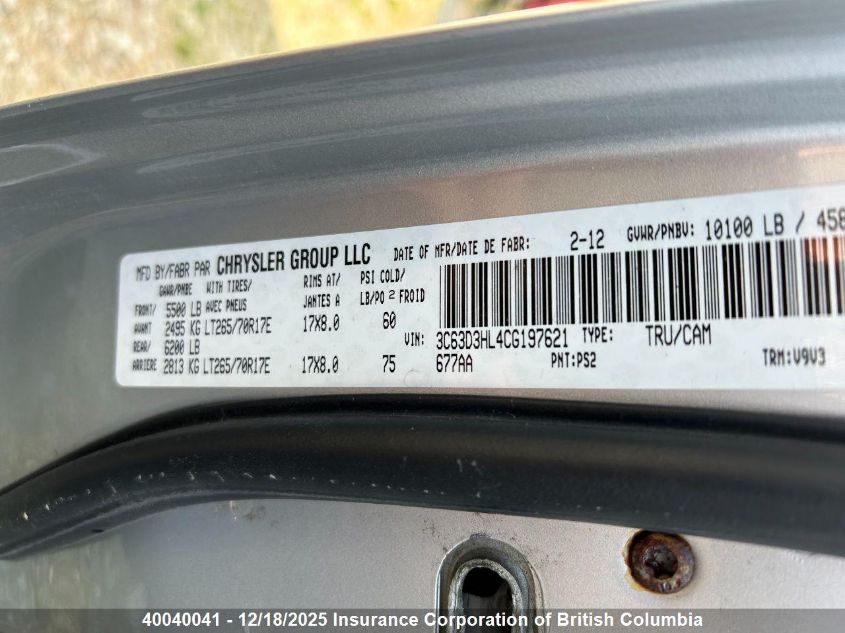 MFD BY/FABR PAR CHRYSLER GROUP LLC DATE OF MFR/DATE DE FABR: 2-12 GVWR/PNBV: 10100 LB /
GAWR/PNBE WITH TIRES/ RIMS AT/ PSI COLD/
FRONT/ 5500 LB AVEC PNEUS JANTES A LB/PO 2 FROID
AVANT 2495 KG LT265/70R17E 17X8.0 60
REAR/ 6200 LB VIN: 3C63D3HL4CG197621 TYPE: TRU/CAM
ARRIERE 2813 KG LT265/70R17E 17X8.0 75 677AA PNT:PS2 TRM:V9V3
40040041 - 12/18/2025 Insurance Corporation of British Columbia